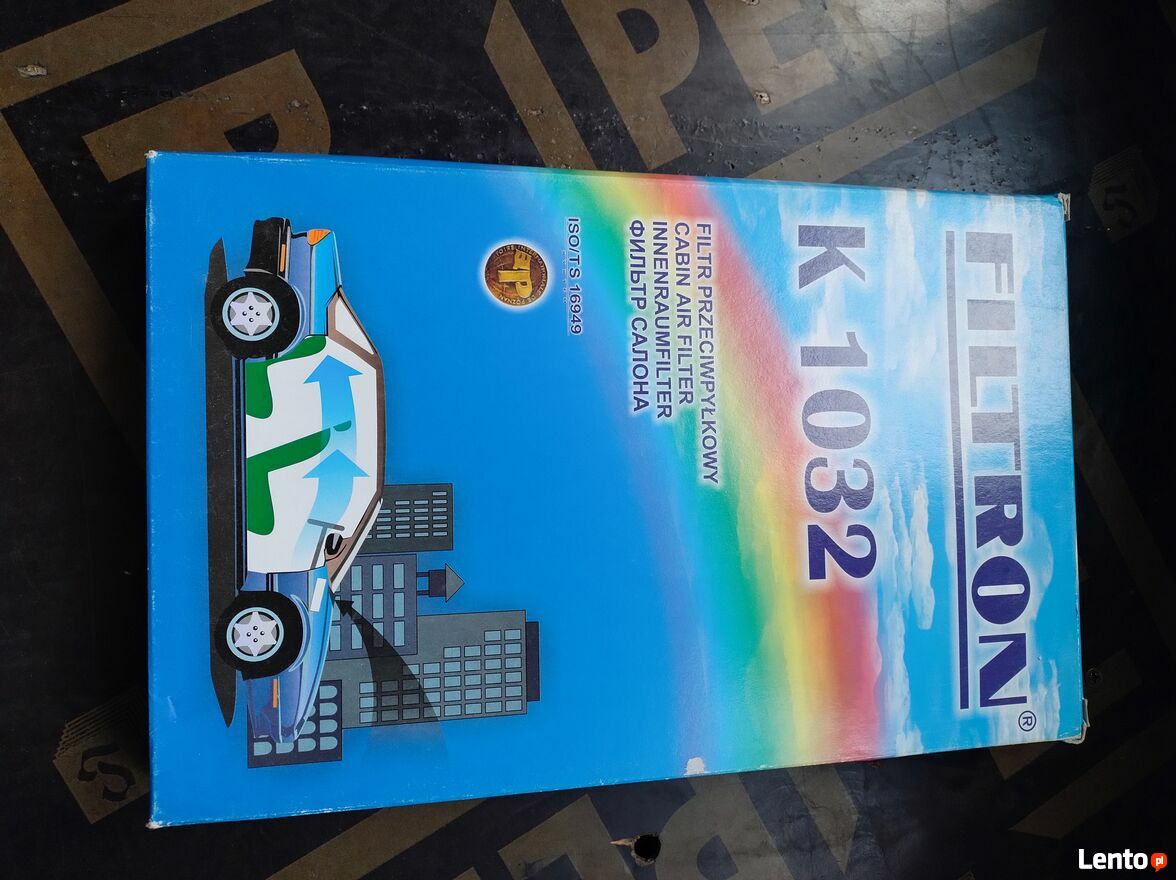 FILTRON®
K 1032
FILTR PRZECIWPYŁKOWY
CABIN AIR FILTER
INNENRAUMFILTER
ФИЛЬТР САЛОНА
ISO/TS 16949
Lento pl